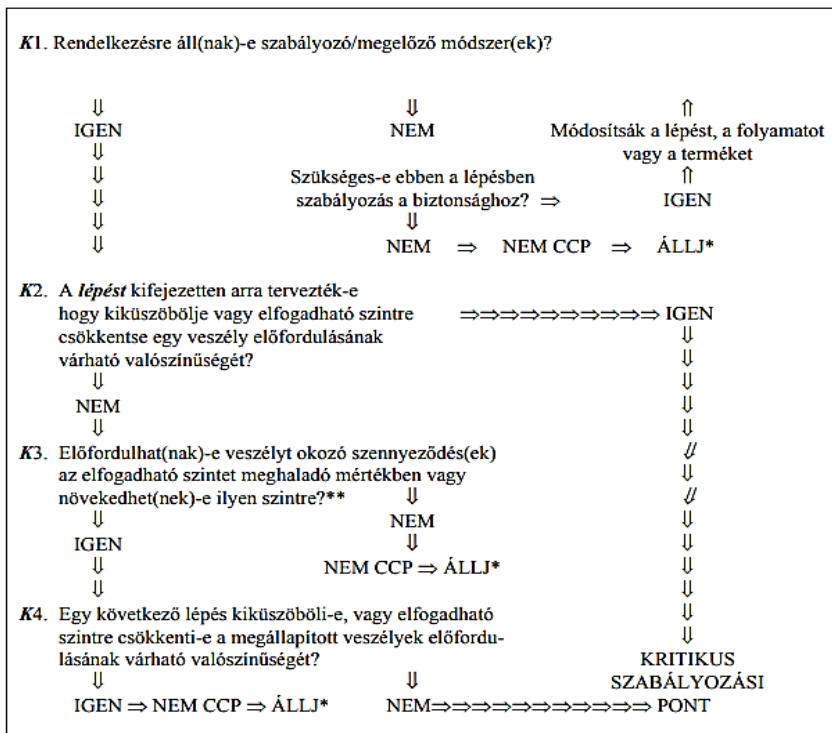 K1. Rendelkezésre áll(nak)-e szabályozó/megelőző módszer(ek)?
⇓ ⇓ ⇑
IGEN NEM Módosítsák a lépést, a folyamatot
⇓ vagy a terméket
⇓ Szükséges-e ebben a lépésben ⇑
⇓ szabályozás a biztonsághoz? ⇒ IGEN
⇓ ⇓
⇓ NEM ⇒ NEM CCP ⇒ ÁLLJ*
K2. A lépést kifejezetten arra tervezték-e
hogy kiküszöbölje vagy elfogadható szintre ⇒⇒⇒⇒⇒⇒⇒⇒⇒⇒ IGEN
csökkentse egy veszély előfordulásának ⇓
várható valószínűségét? ⇓
⇓ ⇓
NEM ⇓
⇓ ⇓
K3. Előfordulhat(nak)-e veszélyt okozó szennyeződés(ek) ⇓
az elfogadható szintet meghaladó mértékben vagy ⇓
növekedhet(nek)-e ilyen szintre?** ⇓ ⇓
⇓ NEM ⇓
IGEN ⇓ ⇓
⇓ NEM CCP ⇒ ÁLLJ* ⇓
⇓ ⇓
K4. Egy következő lépés kiküszöböli-e, vagy elfogadható ⇓
szintre csökkenti-e a megállapított veszélyek előfordu- ⇓
lásának várható valószínűségét? KRITIKUS
⇓ ⇓ SZABÁLYOZÁSI
IGEN ⇒ NEM CCP ⇒ ÁLLJ* NEM⇒⇒⇒⇒⇒⇒⇒⇒⇒⇒⇒ PONT